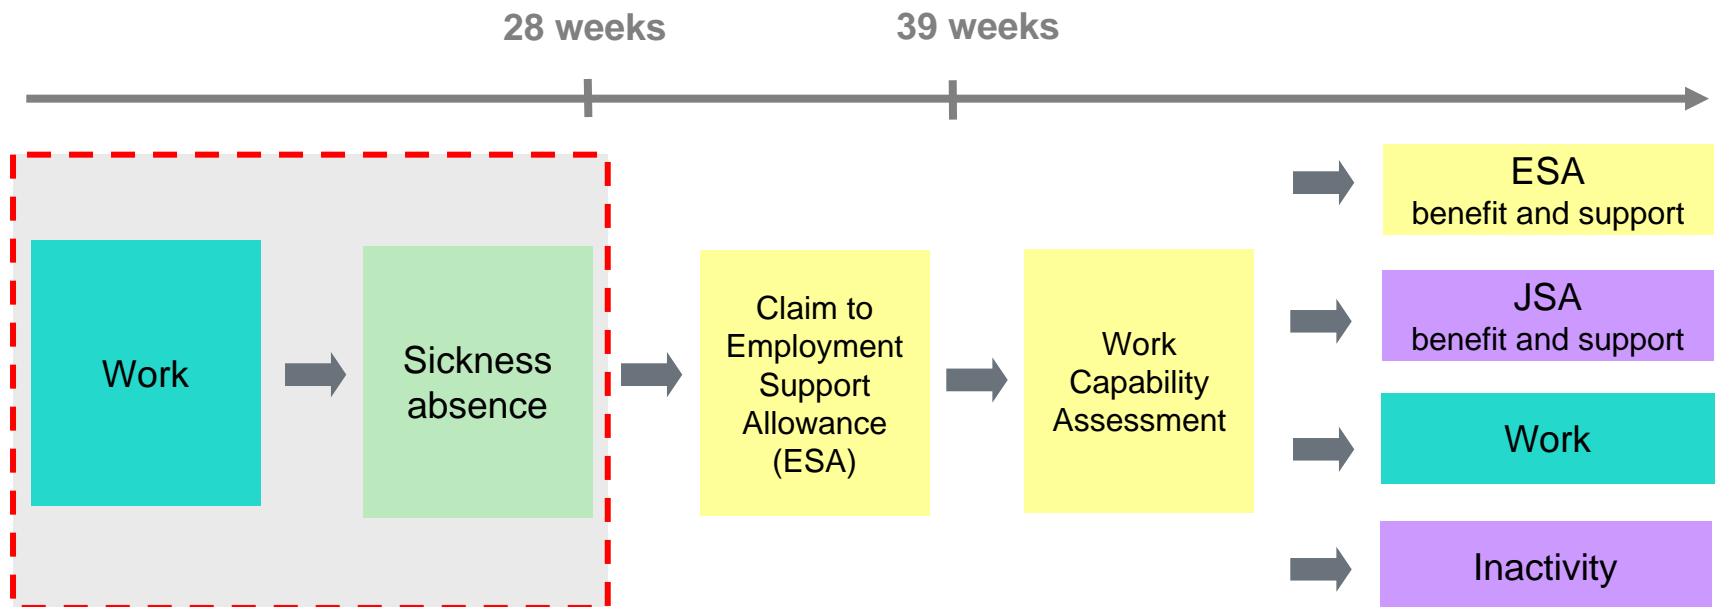 28 weeks
39 weeks
Work
Sickness
absence
Claim to
Employment
Support
Allowance
(ESA)
Work
Capability
Assessment
ESA
benefit and support
JSA
benefit and support
Work
Inactivity